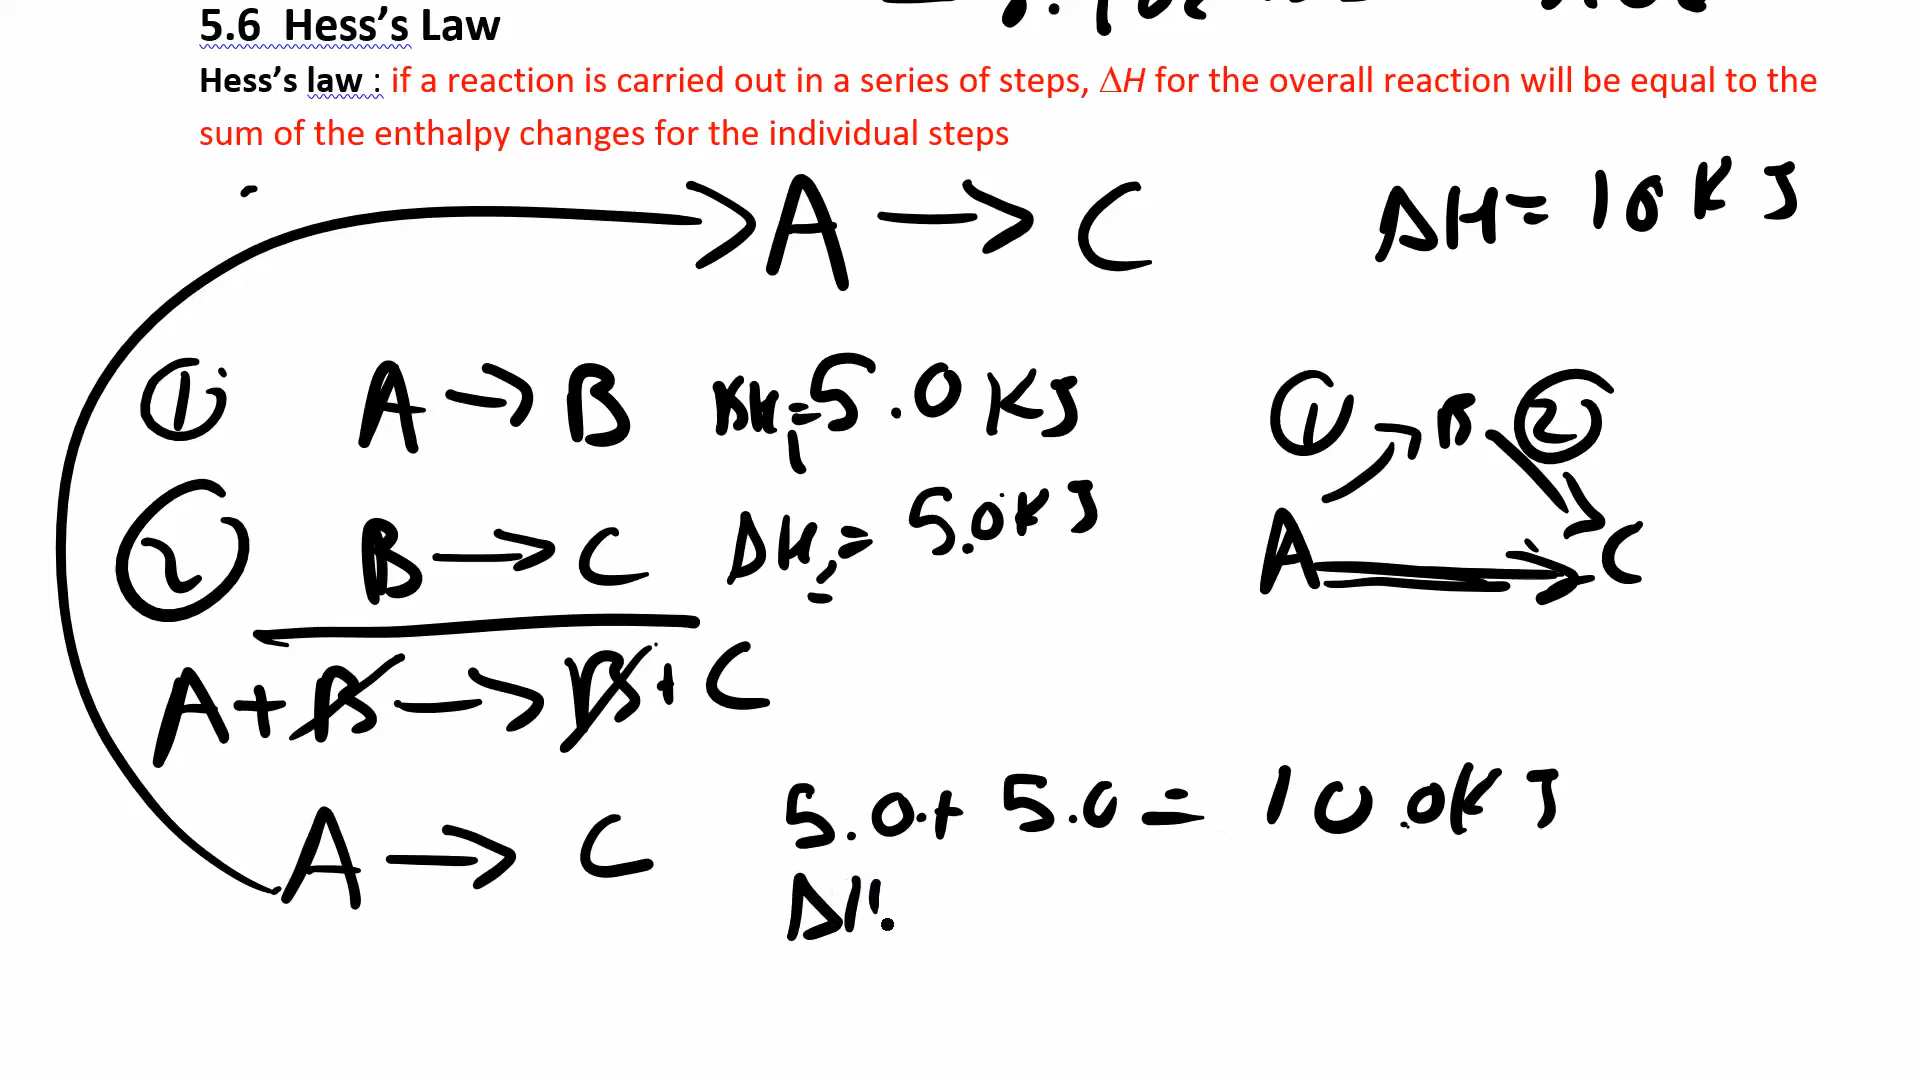 5.6 Hess's Law
Hess's law : if a reaction is carried out in a series of steps, ΔH for the overall reaction will be equal to the
sum of the enthalpy changes for the individual steps
A → C ΔH = 10 KJ
① A → B ΔH₁ = 5.0 KJ
① B ②
② B → C ΔH₂ = 5.0 KJ
A → C
A + B → B + C
5.0 + 5.0 = 10.0 KJ
A → C
ΔH